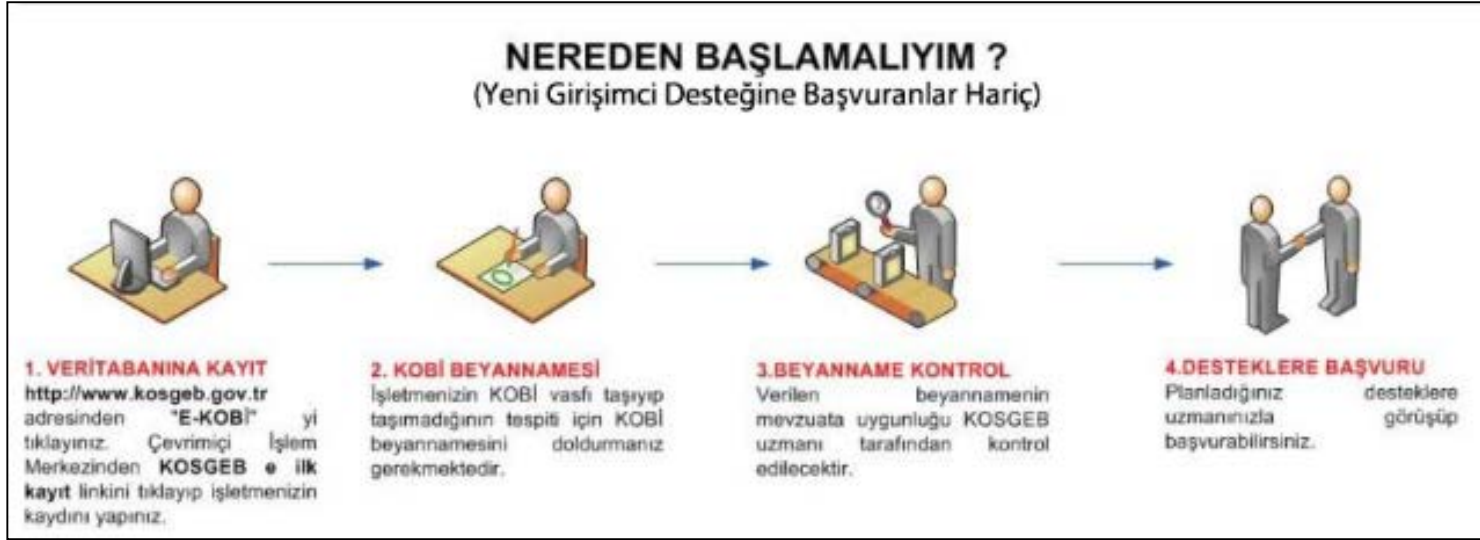 NEREDEN BAŞLAMALIYIM ?
(Yeni Girişimci Desteğine Başvuranlar Hariç)
1. VERİTABANINA KAYIT
http://www.kosgeb.gov.tr
adresinden "E-KOBİ" yi
tıklayınız. Çevrimiçi İşlem
Merkezinden KOSGEB e ilk
kayıt linkini tıklayıp işletmenizin
kaydını yapınız.
2. KOBİ BEYANNAMESİ
İşletmenizin KOBİ vasfı taşıyıp
taşımadığının tespiti için KOBİ
beyannamesini doldurmanız
gerekmektedir.
3.BEYANNAME KONTROL
Verilen beyannamenin
mevzuata uygunluğu KOSGEB
uzmanı tarafından kontrol
edilecektir.
4.DESTEKLERE BAŞVURU
Planladığınız desteklere
uzmanınızla görüşüp
başvurabilirsiniz.